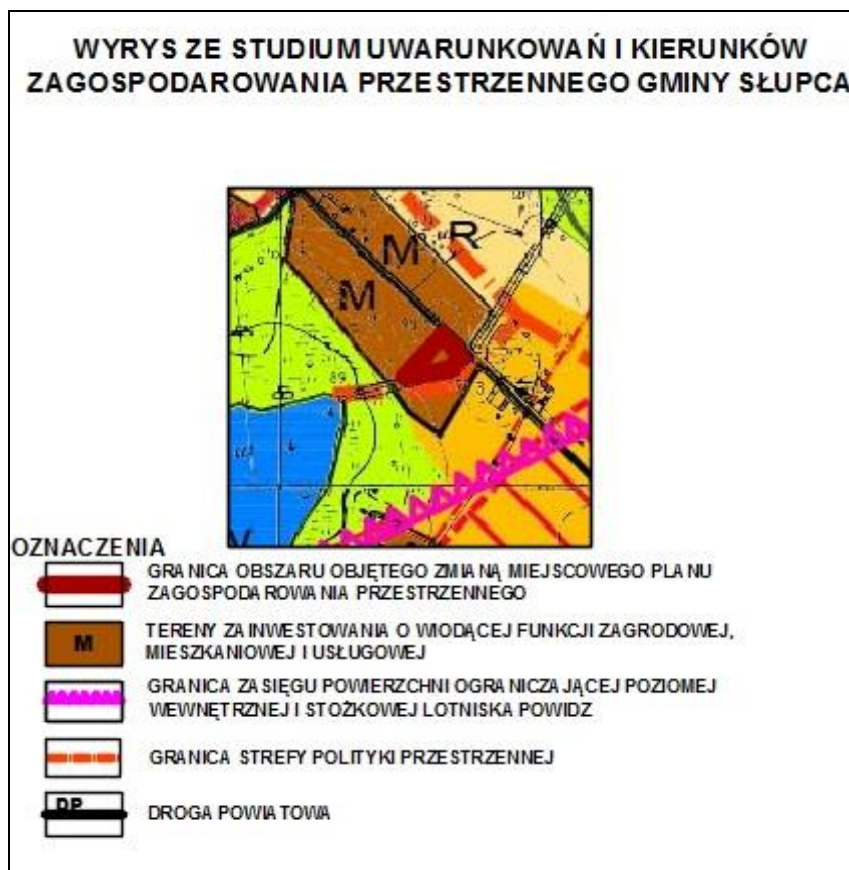 WYRYS ZE STUDIUM UWARUNKOWAŃ I KIERUNKÓW
ZAGOSPODAROWANIA PRZESTRZENNEGO GMINY SŁUPCA
R
M
M
89
3
OZNACZENIA
GRANICA OBSZARU OBJĘTEGO ZMIANĄ MIEJSCOWEGO PLANU
ZAGOSPODAROWANIA PRZESTRZENNEGO
M
TERENY ZAINWESTOWANIA O WIODĄCEJ FUNKCJI ZAGRODOWEJ,
MIESZKANIOWEJ I USŁUGOWEJ
GRANICA ZASIĘGU POWIERZCHNI OGRANICZAJĄCEJ POZIOMEJ
WEWNĘTRZNEJ I STOŻKOWEJ LOTNISKA POWIDZ
GRANICA STREFY POLITYKI PRZESTRZENNEJ
DP
DROGA POWIATOWA